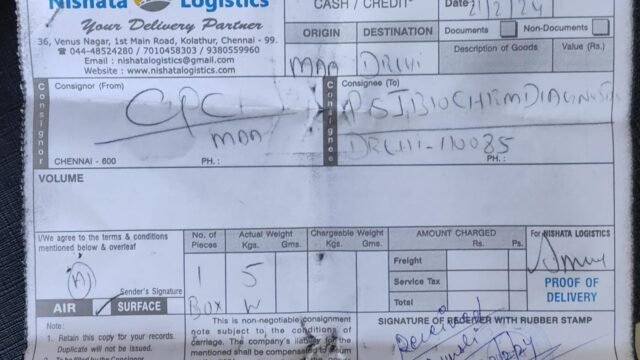 Nishata Logistics
Your Delivery Partner
36, Venus Nagar, 1st Main Road, Kolathur, Chennai - 99.
☎ 044-48524280 / 7010458303 / 9380559960
Email : nishatalogistics@gmail.com
Website : www.nishatalogistics.com
CASH / CREDIT
Date 21/2/24
ORIGIN DESTINATION
MAA DELHI
Documents Non-Documents
Description of Goods Value (Rs.)
Consignor
Consignor (From)
CPC
MAA
CHENNAI - 600 PH. :
Consignee
Consignee (To)
DELHI-110085
PH. :
VOLUME
I/We agree to the terms & conditions
mentioned below & overleaf
Sender's Signature
AIR SURFACE
No. of
Pieces
1
BOX
Actual Weight
Kgs. Gms.
5
Chargeable Weight
Kgs. Gms.
AMOUNT CHARGED
Rs. Ps.
Freight
Service Tax
Total
For NISHATA LOGISTICS
PROOF OF
DELIVERY
Note:
1. Retain this copy for your records.
Duplicate will not be issued.
This is non-negotiable consignment
note subject to the conditions of
carriage. The company's liability for
the mentioned shall be compensated to
SIGNATURE OF RECEIVER WITH RUBBER STAMP
Received